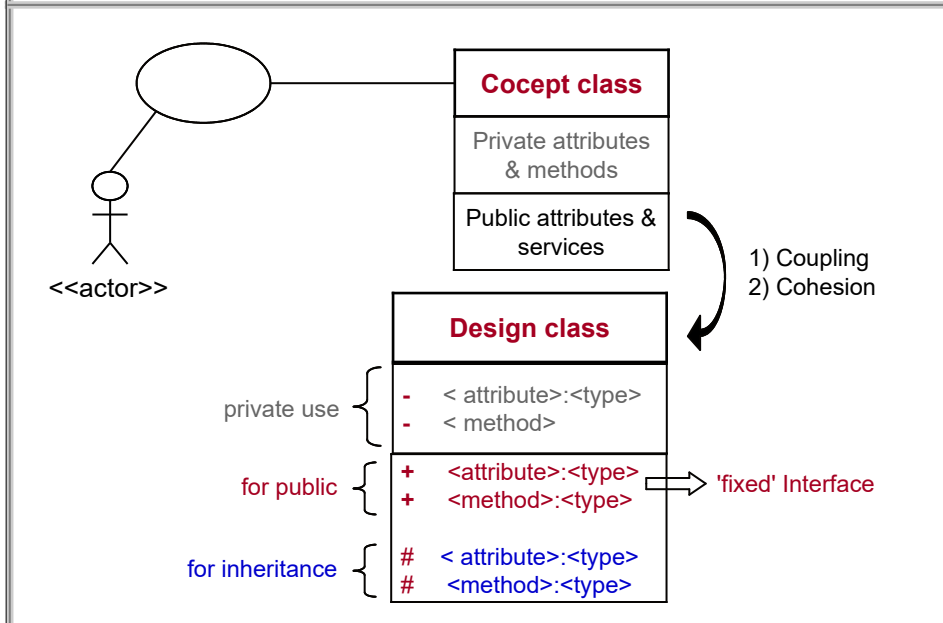 Cocept class
Private attributes
& methods
Public attributes &
services
<<actor>>
1) Coupling
2) Cohesion
Design class
private use
- < attribute>:<type>
- < method>
for public
+ <attribute>:<type>
+ <method>:<type>
'fixed' Interface
for inheritance
# < attribute>:<type>
# <method>:<type>